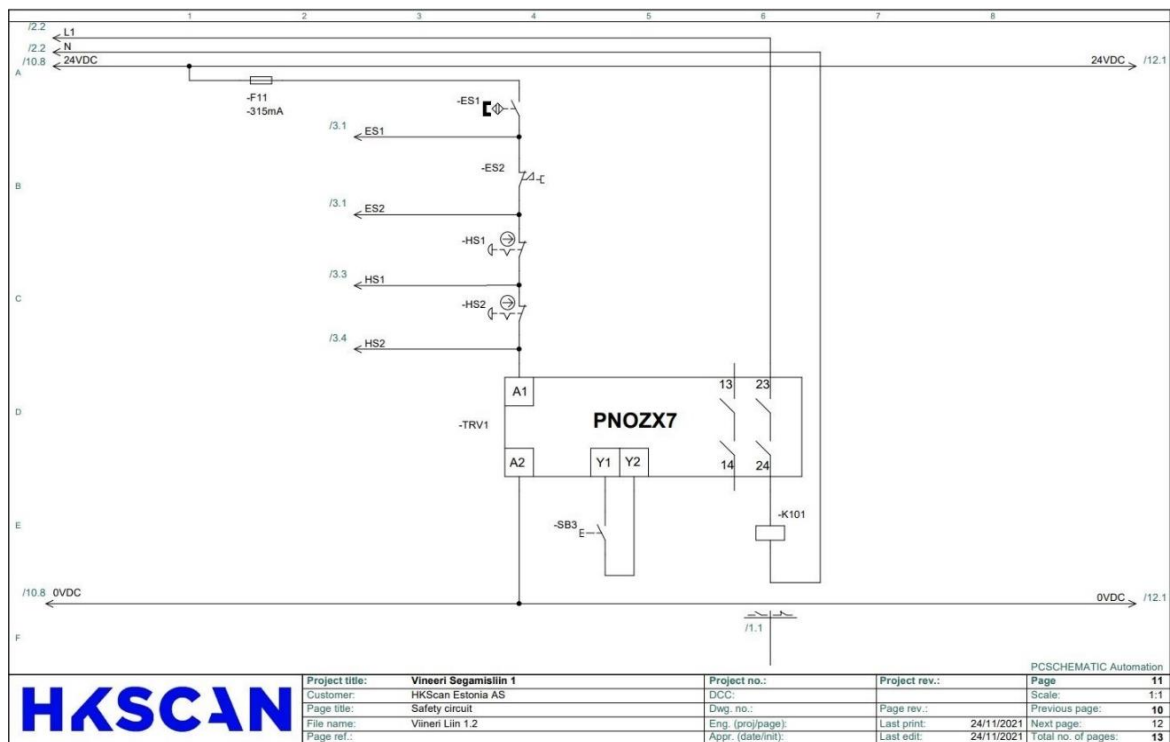 1 2 3 4 5 6 7 8
/2.2 L1
/2.2 N
/10.8 24VDC 24VDC /12.1
A
-F11
-315mA
-ES1
/3.1 ES1
-ES2
B
/3.1 ES2
-HS1
/3.3 HS1
C
-HS2
/3.4 HS2
A1 13 23
D
-TRV1 PNOZX7
A2 Y1 Y2 14 24
-K101
E
-SB3
/10.8 0VDC 0VDC /12.1
/1.1
F
PCSCHEMATIC Automation
HKSCAN
Project title: Vineeri Segamisliin 1 Project no.: Project rev.: Page 11
Customer: HKScan Estonia AS DCC: Scale: 1:1
Page title: Safety circuit Dwg. no.: Page rev.: Previous page: 10
File name: Viineri Liin 1.2 Eng. (proj/page): Last print: 24/11/2021 Next page: 12
Page ref.: Appr. (date/init): Last edit: 24/11/2021 Total no. of pages: 13